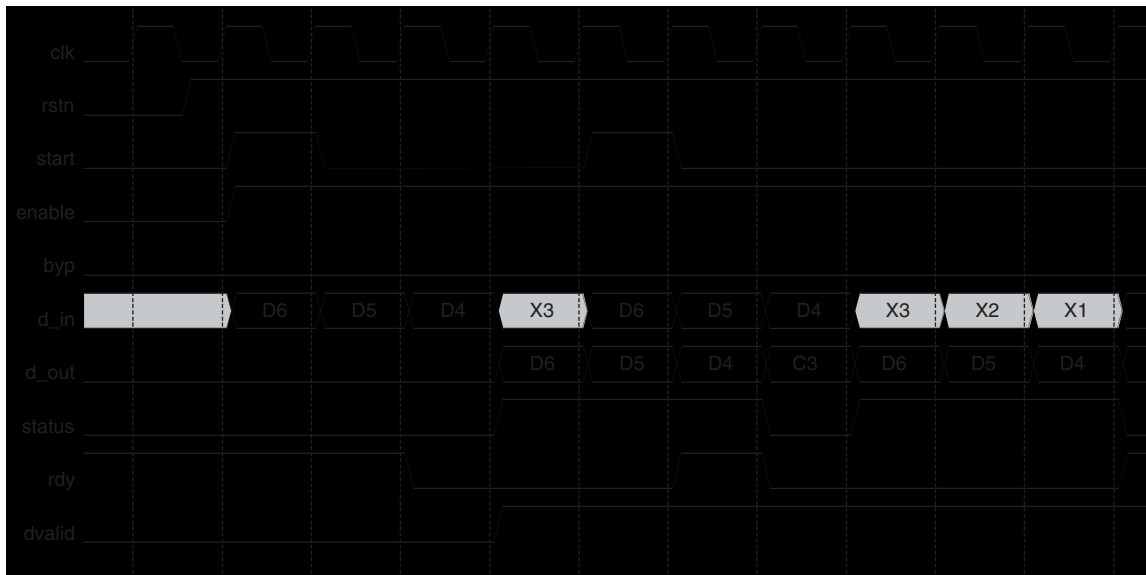 clk
rstn
start
enable
byp
d_in D6 D5 D4 X3 D6 D5 D4 X3 X2 X1
d_out D6 D5 D4 C3 D6 D5 D4
status
rdy
dvalid